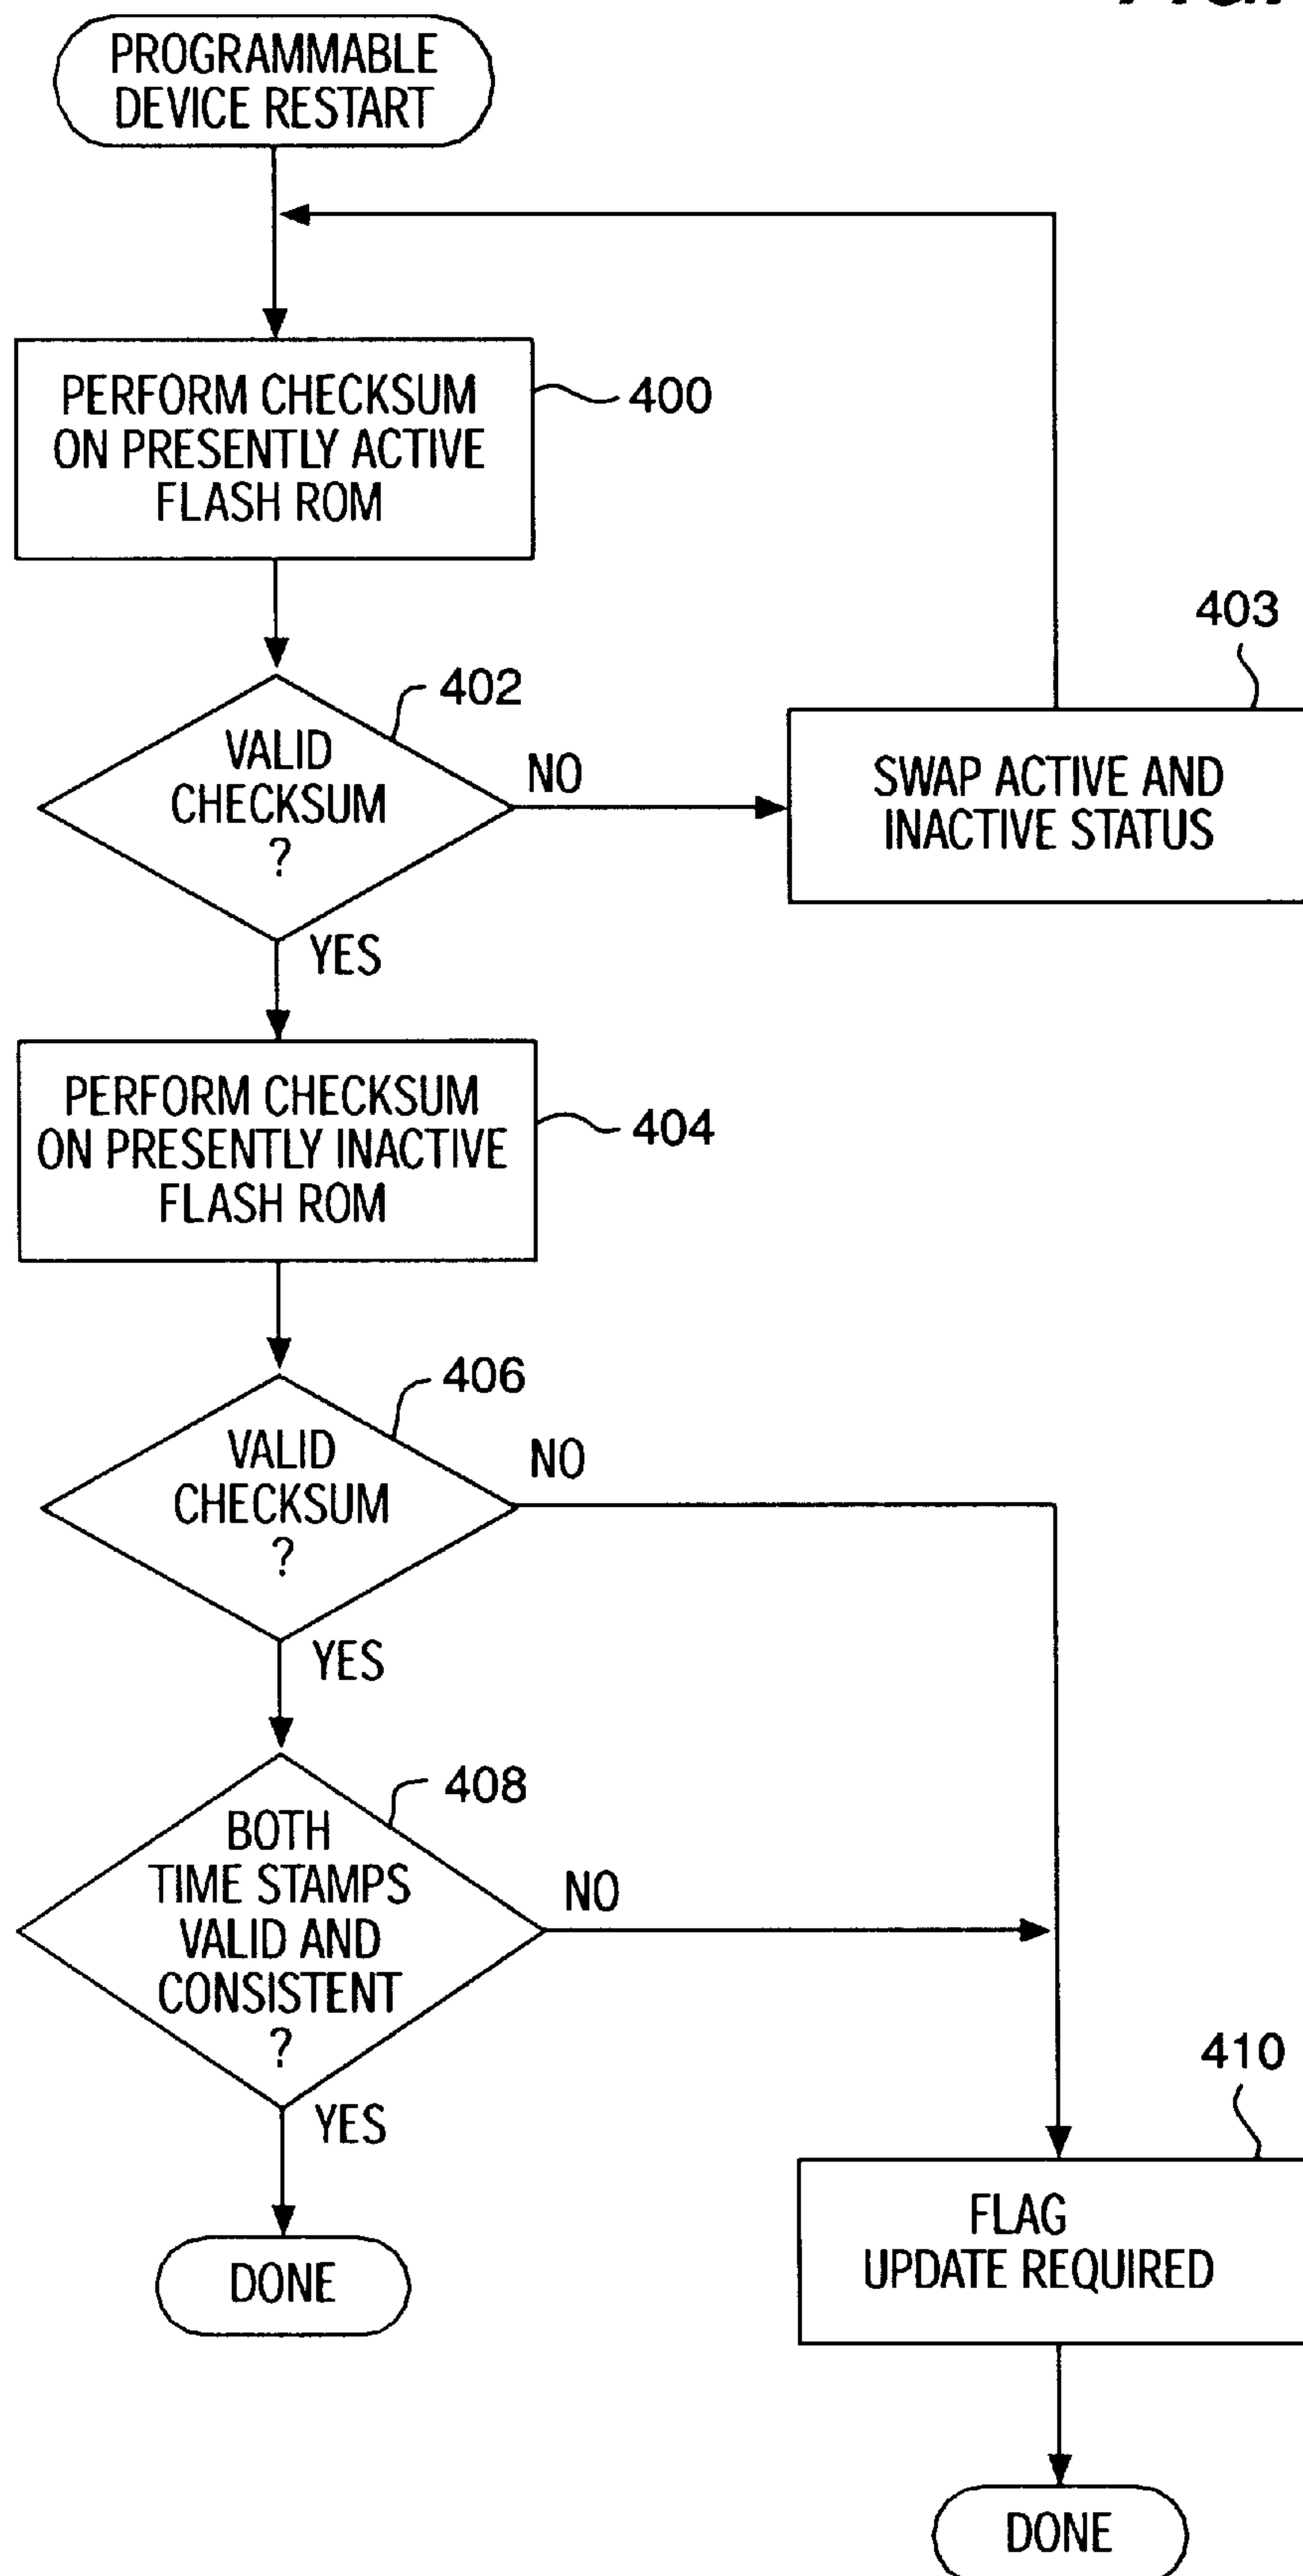 PROGRAMMABLE
DEVICE RESTART
PERFORM CHECKSUM
ON PRESENTLY ACTIVE
FLASH ROM
400
402
VALID
CHECKSUM
?
NO
403
SWAP ACTIVE AND
INACTIVE STATUS
YES
PERFORM CHECKSUM
ON PRESENTLY INACTIVE
FLASH ROM
404
406
VALID
CHECKSUM
?
NO
YES
408
BOTH
TIME STAMPS
VALID AND
CONSISTENT
?
NO
YES
DONE
410
FLAG
UPDATE REQUIRED
DONE